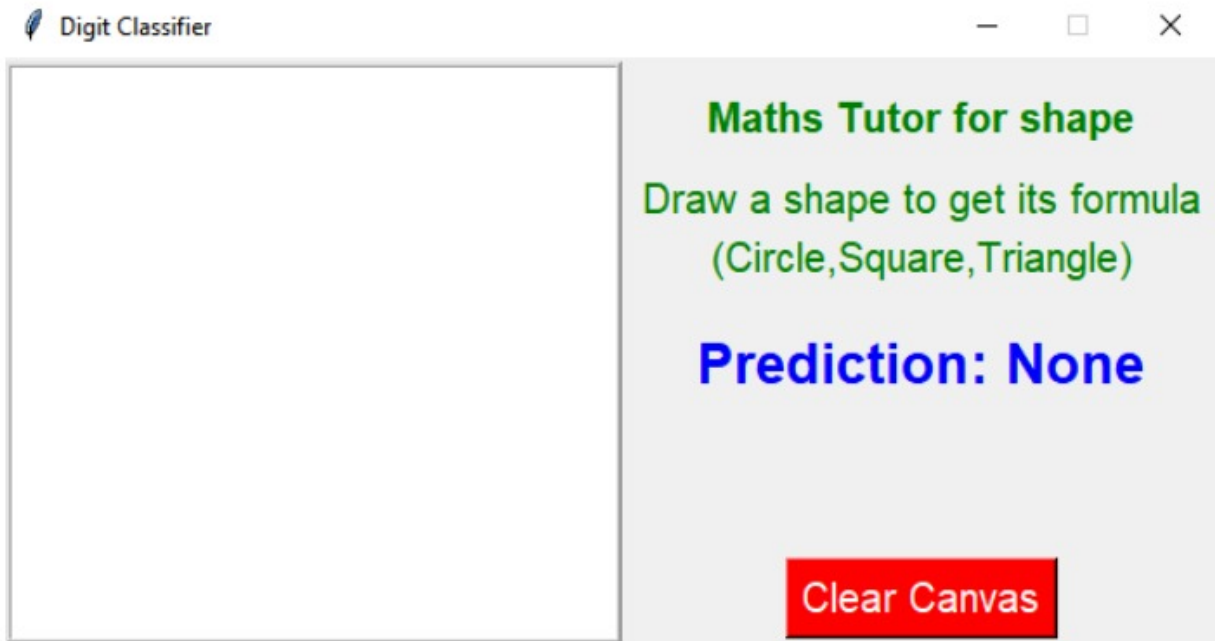 Digit Classifier
Maths Tutor for shape
Draw a shape to get its formula
(Circle,Square,Triangle)
Prediction: None
Clear Canvas